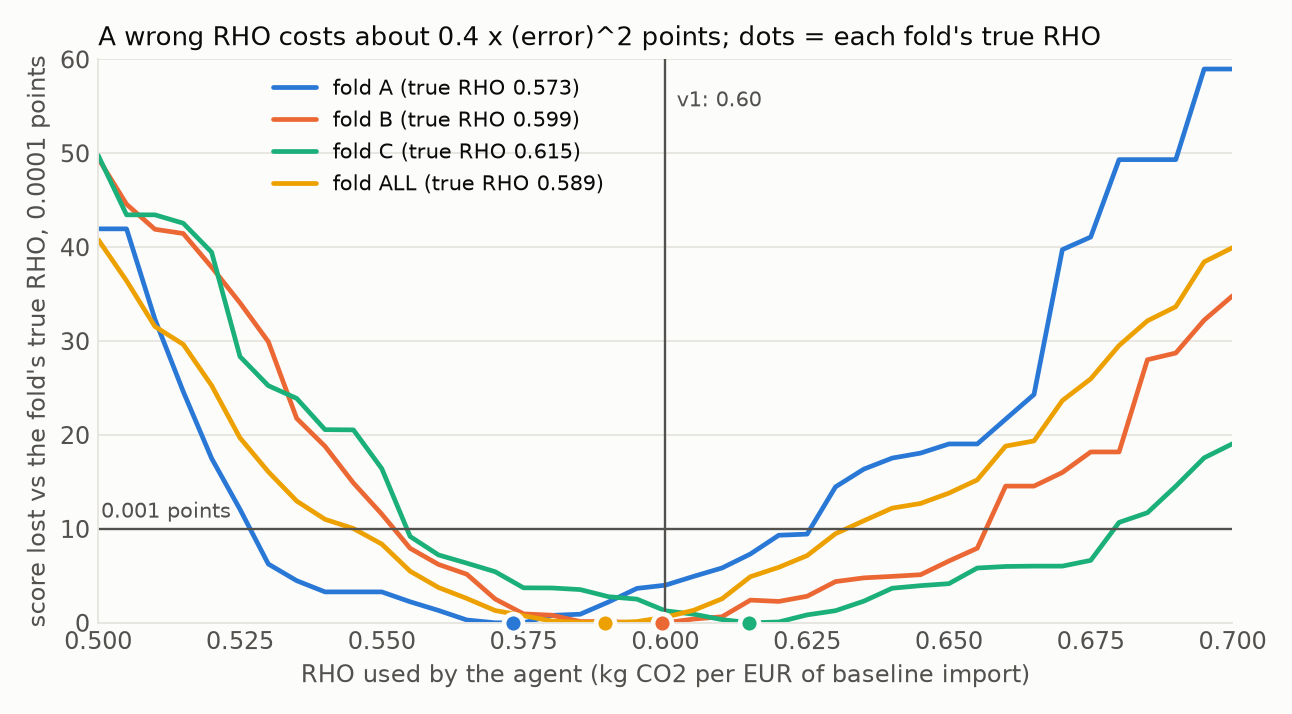 A wrong RHO costs about 0.4 x (error)^2 points; dots = each fold's true RHO
score lost vs the fold's true RHO, 0.0001 points
60
50
40
30
20
10
0
fold A (true RHO 0.573)
fold B (true RHO 0.599)
fold C (true RHO 0.615)
fold ALL (true RHO 0.589)
v1: 0.60
0.001 points
0.500 0.525 0.550 0.575 0.600 0.625 0.650 0.675 0.700
RHO used by the agent (kg CO2 per EUR of baseline import)